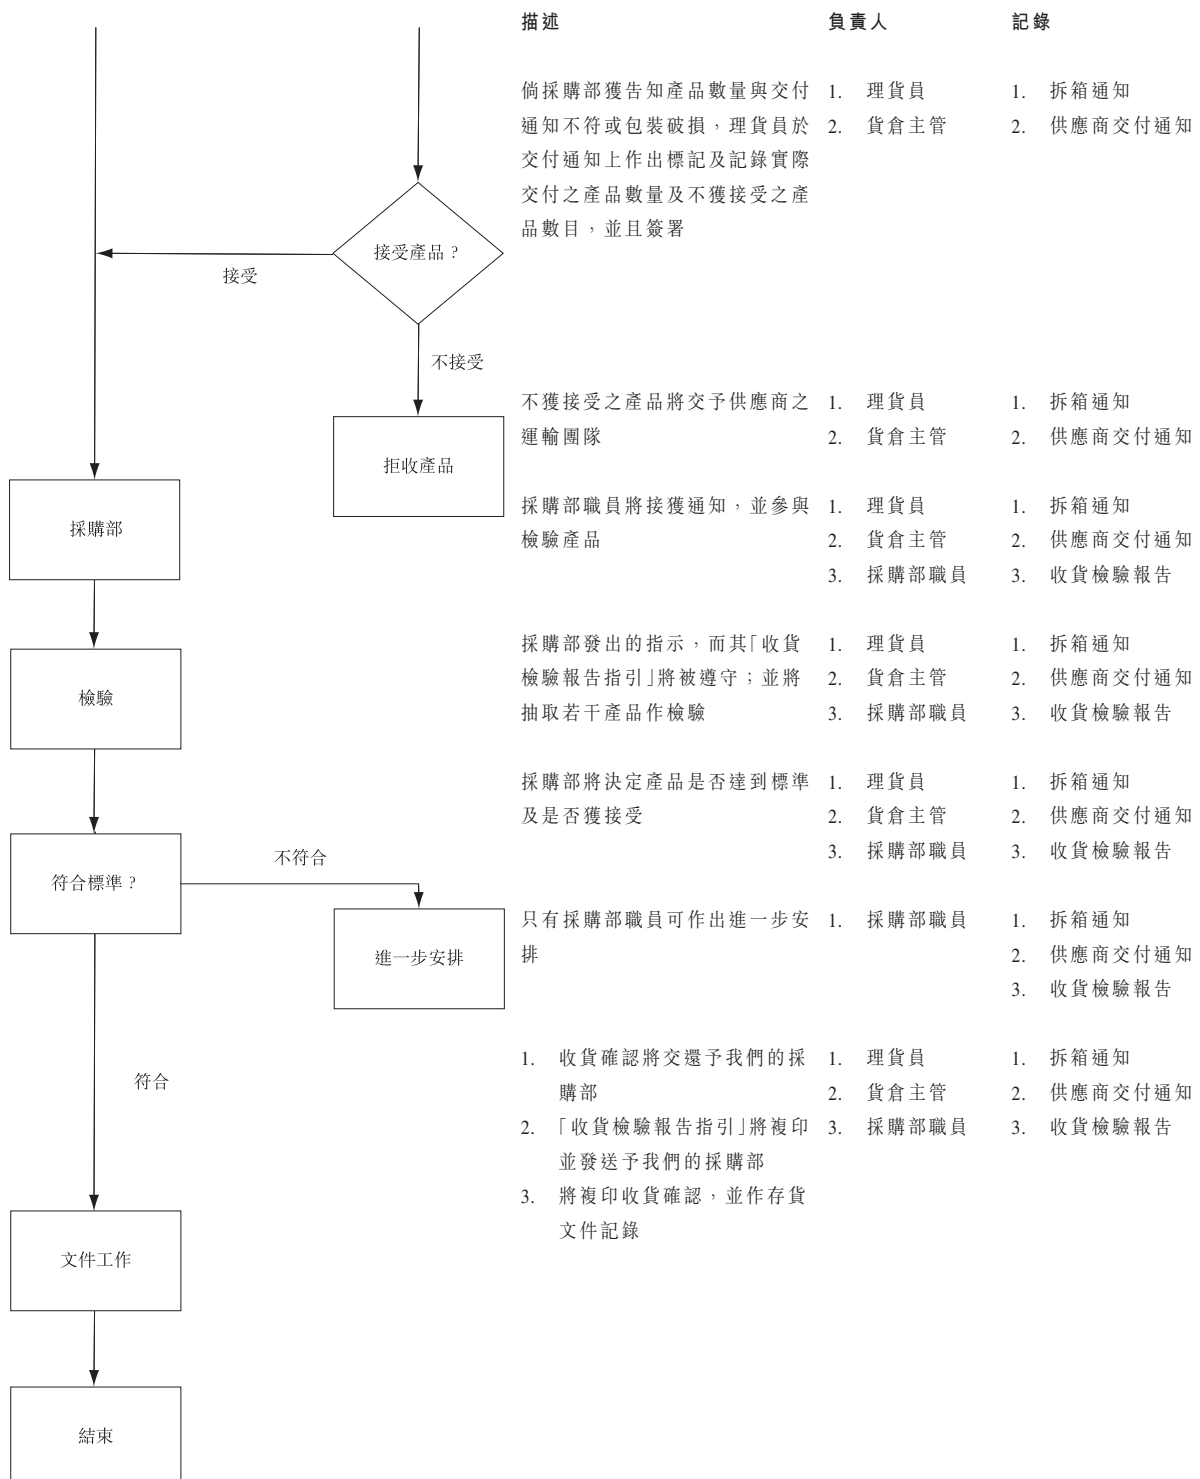 描述 負責人 記錄
倘採購部獲告知產品數量與交付 1. 理貨員 1. 拆箱通知
通知不符或包裝破損，理貨員於 2. 貨倉主管 2. 供應商交付通知
交付通知上作出標記及記錄實際
交付之產品數量及不獲接受之產
品數目，並且簽署
接受產品？
接受
不接受
不獲接受之產品將交予供應商之 1. 理貨員 1. 拆箱通知
運輸團隊 2. 貨倉主管 2. 供應商交付通知
拒收產品
採購部職員將接獲通知，並參與 1. 理貨員 1. 拆箱通知
檢驗產品 2. 貨倉主管 2. 供應商交付通知
3. 採購部職員 3. 收貨檢驗報告
採購部
採購部發出的指示，而其「收貨 1. 理貨員 1. 拆箱通知
檢驗報告指引」將被遵守；並將 2. 貨倉主管 2. 供應商交付通知
抽取若干產品作檢驗 3. 採購部職員 3. 收貨檢驗報告
檢驗
採購部將決定產品是否達到標準 1. 理貨員 1. 拆箱通知
及是否獲接受 2. 貨倉主管 2. 供應商交付通知
3. 採購部職員 3. 收貨檢驗報告
不符合
符合標準？
只有採購部職員可作出進一步安 1. 採購部職員 1. 拆箱通知
排 2. 供應商交付通知
3. 收貨檢驗報告
進一步安排
1. 收貨確認將交還予我們的採 1. 理貨員 1. 拆箱通知
購部 2. 貨倉主管 2. 供應商交付通知
2. 「收貨檢驗報告指引」將複印 3. 採購部職員 3. 收貨檢驗報告
並發送予我們的採購部
3. 將複印收貨確認，並作存貨
文件記錄
符合
文件工作
結束